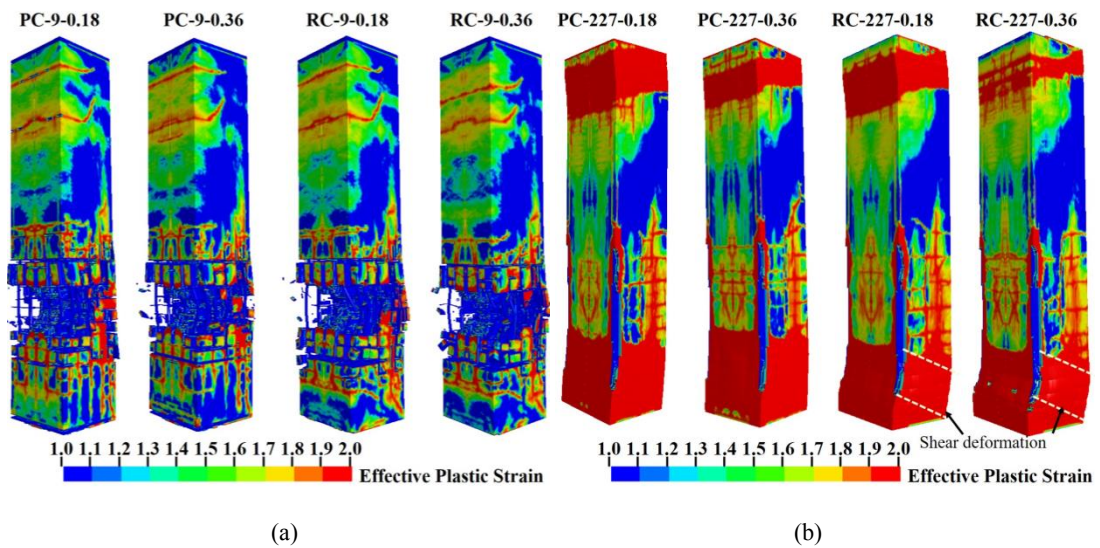 PC-9-0.18 PC-9-0.36 RC-9-0.18 RC-9-0.36 PC-227-0.18 PC-227-0.36 RC-227-0.18 RC-227-0.36
Shear deformation
1.0 1.1 1.2 1.3 1.4 1.5 1.6 1.7 1.8 1.9 2.0
Effective Plastic Strain
1.0 1.1 1.2 1.3 1.4 1.5 1.6 1.7 1.8 1.9 2.0
Effective Plastic Strain
(a) (b)